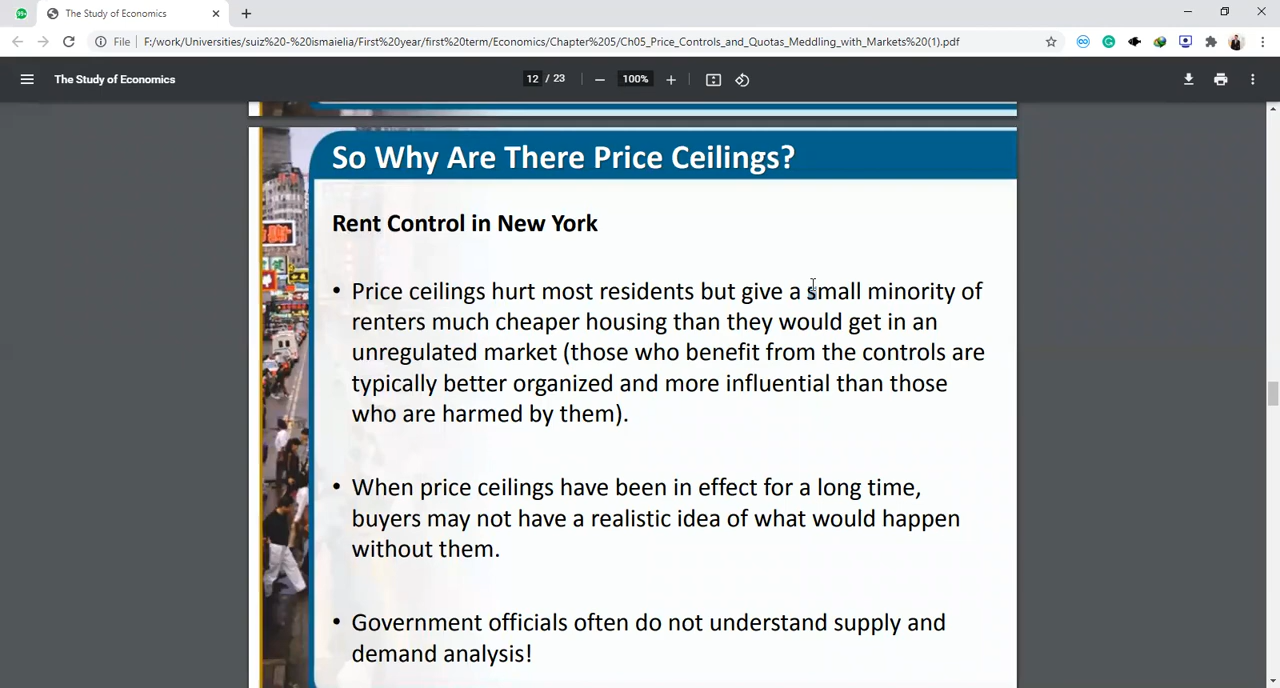 99+
The Study of Economics
File
F:/work/Universities/suiz%20-%20ismaielia/First%20year/first%20term/Economics/Chapter%205/Ch05_Price_Controls_and_Quotas_Meddling_with_Markets%20(1).pdf
The Study of Economics
12 / 23
100%
So Why Are There Price Ceilings?
Rent Control in New York
• Price ceilings hurt most residents but give a small minority of
renters much cheaper housing than they would get in an
unregulated market (those who benefit from the controls are
typically better organized and more influential than those
who are harmed by them).
• When price ceilings have been in effect for a long time,
buyers may not have a realistic idea of what would happen
without them.
• Government officials often do not understand supply and
demand analysis!